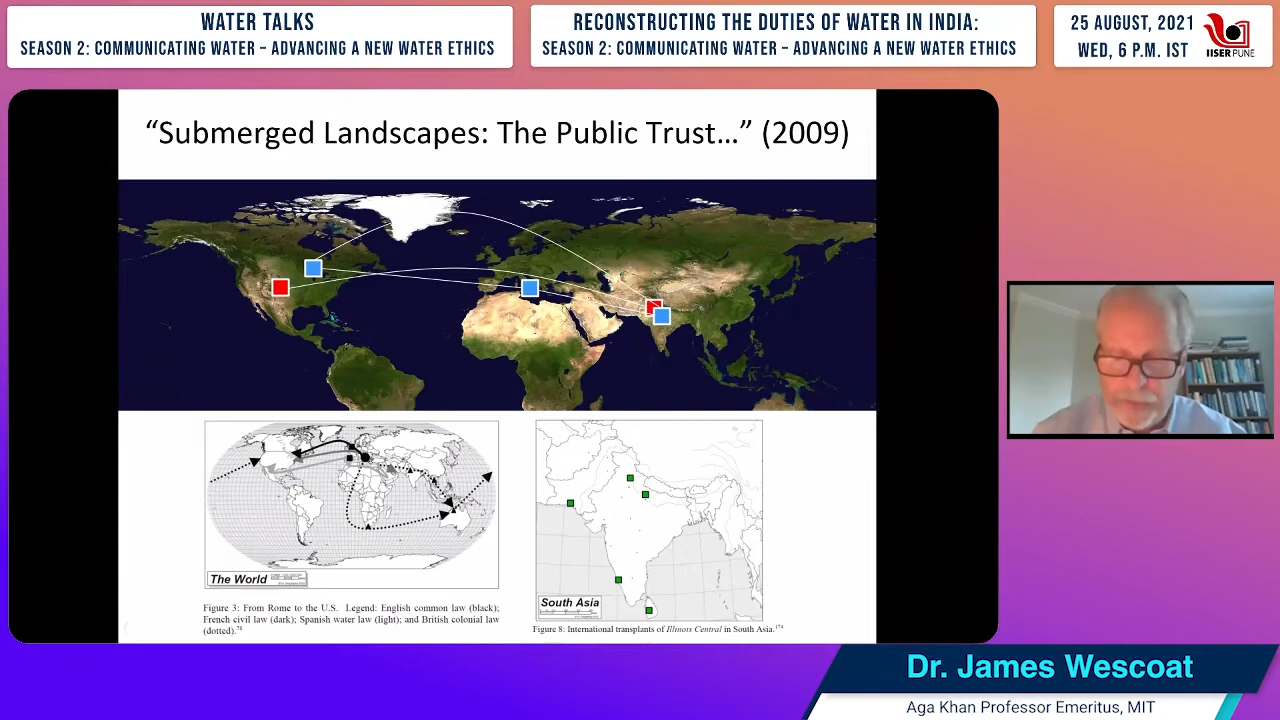 WATER TALKS
SEASON 2: COMMUNICATING WATER – ADVANCING A NEW WATER ETHICS
RECONSTRUCTING THE DUTIES OF WATER IN INDIA:
SEASON 2: COMMUNICATING WATER – ADVANCING A NEW WATER ETHICS
25 AUGUST, 2021
WED, 6 P.M. IST
IISER PUNE
“Submerged Landscapes: The Public Trust…” (2009)
The World
Figure 3: From Rome to the U.S. Legend: English common law (black);
French civil law (dark); Spanish water law (light); and British colonial law
(dotted).
South Asia
Figure 8: International transplants of Illinois Central in South Asia.
Dr. James Wescoat
Aga Khan Professor Emeritus, MIT